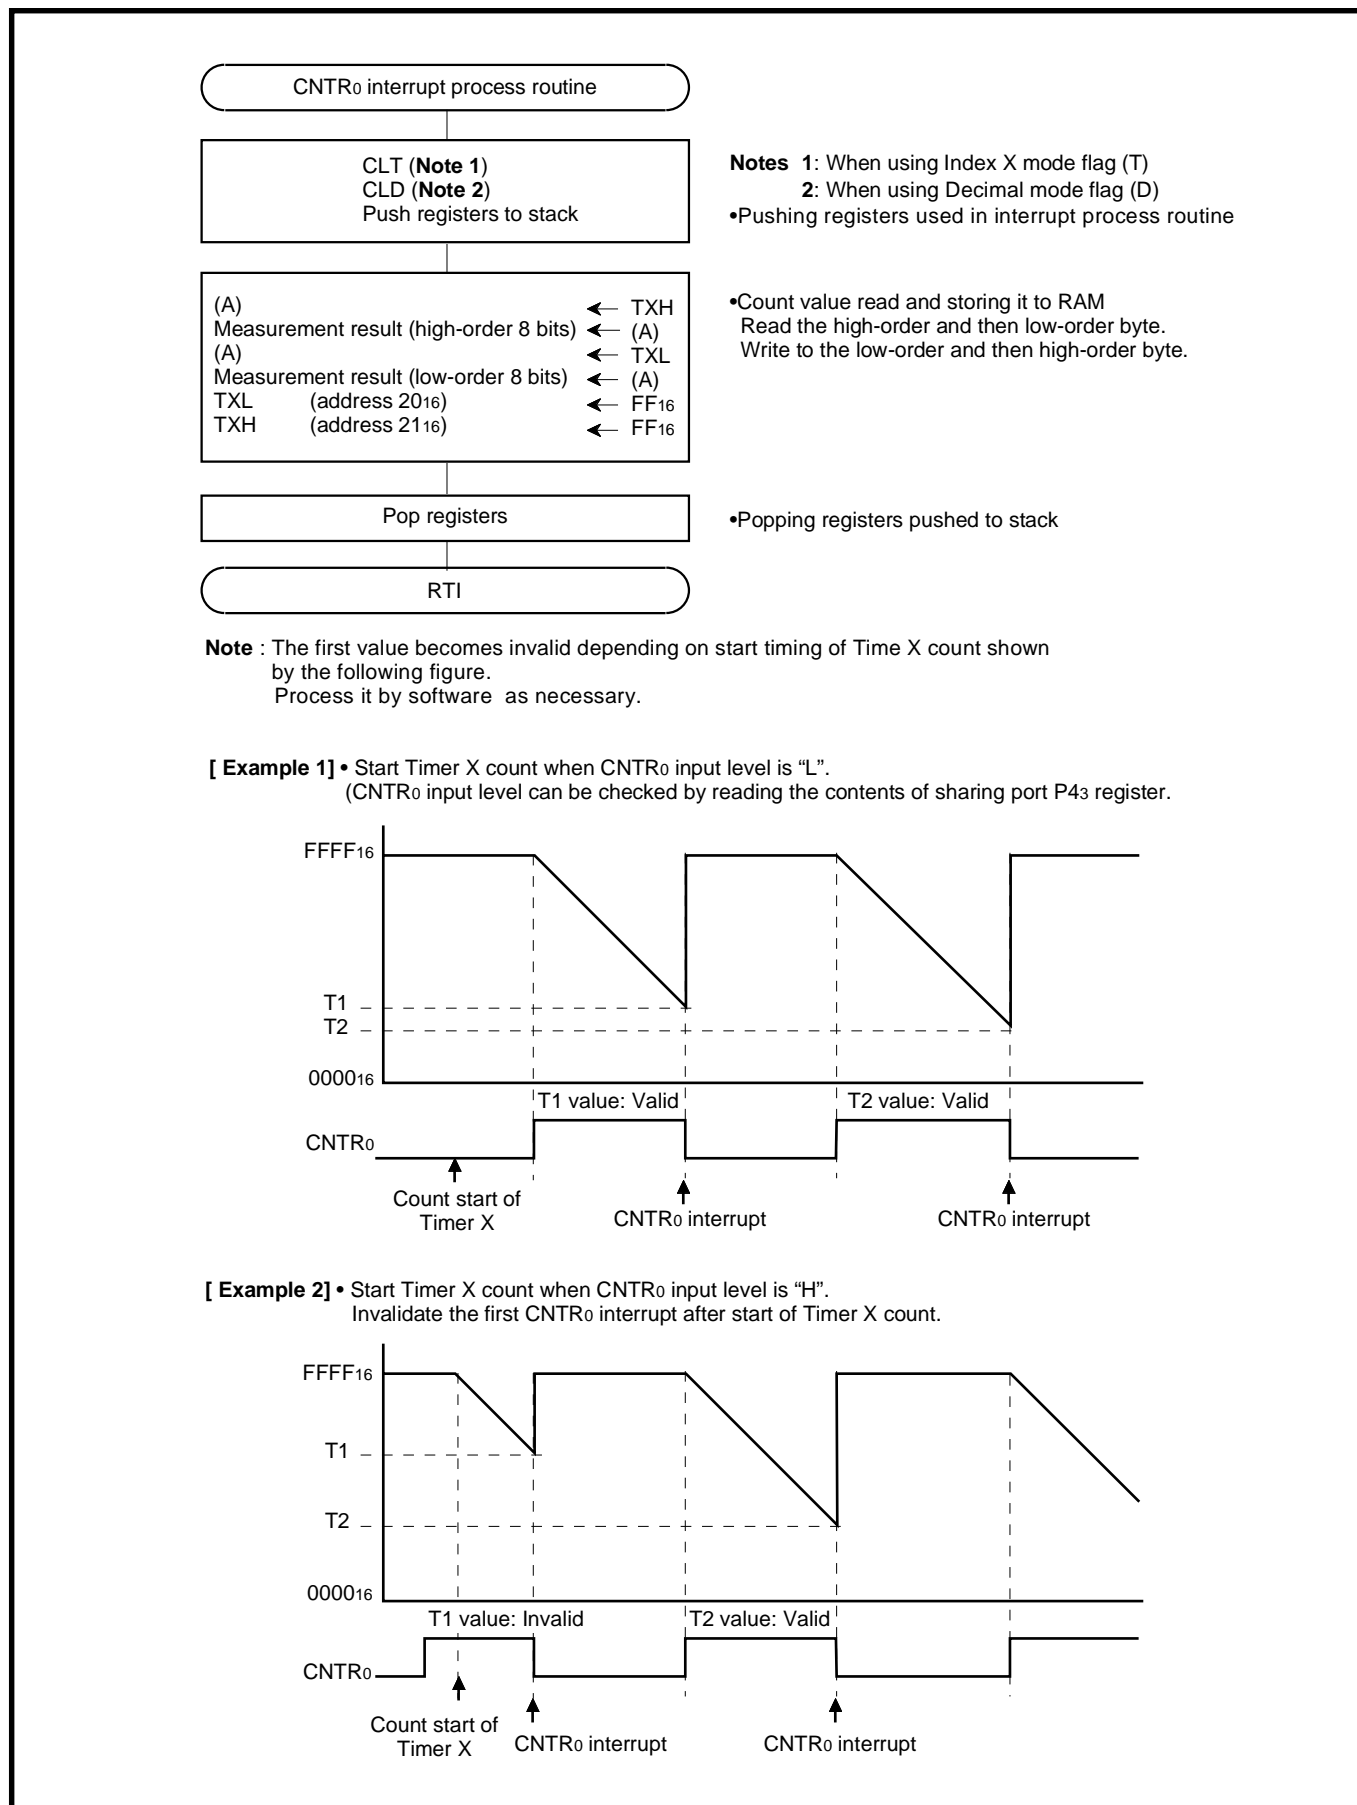 CNTR0 interrupt process routine
CLT (Note 1)
CLD (Note 2)
Push registers to stack
Notes 1: When using Index X mode flag (T)
2: When using Decimal mode flag (D)
•Pushing registers used in interrupt process routine
(A) ← TXH
Measurement result (high-order 8 bits) ← (A)
(A) ← TXL
Measurement result (low-order 8 bits) ← (A)
TXL (address 2016) ← FF16
TXH (address 2116) ← FF16
•Count value read and storing it to RAM
Read the high-order and then low-order byte.
Write to the low-order and then high-order byte.
Pop registers
•Popping registers pushed to stack
RTI
Note : The first value becomes invalid depending on start timing of Time X count shown
by the following figure.
Process it by software as necessary.
[ Example 1] • Start Timer X count when CNTR0 input level is “L”.
(CNTR0 input level can be checked by reading the contents of sharing port P43 register.
FFFF16
T1
T2
000016
T1 value: Valid
T2 value: Valid
CNTR0
Count start of
Timer X
CNTR0 interrupt
CNTR0 interrupt
[ Example 2] • Start Timer X count when CNTR0 input level is “H”.
Invalidate the first CNTR0 interrupt after start of Timer X count.
FFFF16
T1
T2
000016
T1 value: Invalid
T2 value: Valid
CNTR0
Count start of
Timer X
CNTR0 interrupt
CNTR0 interrupt